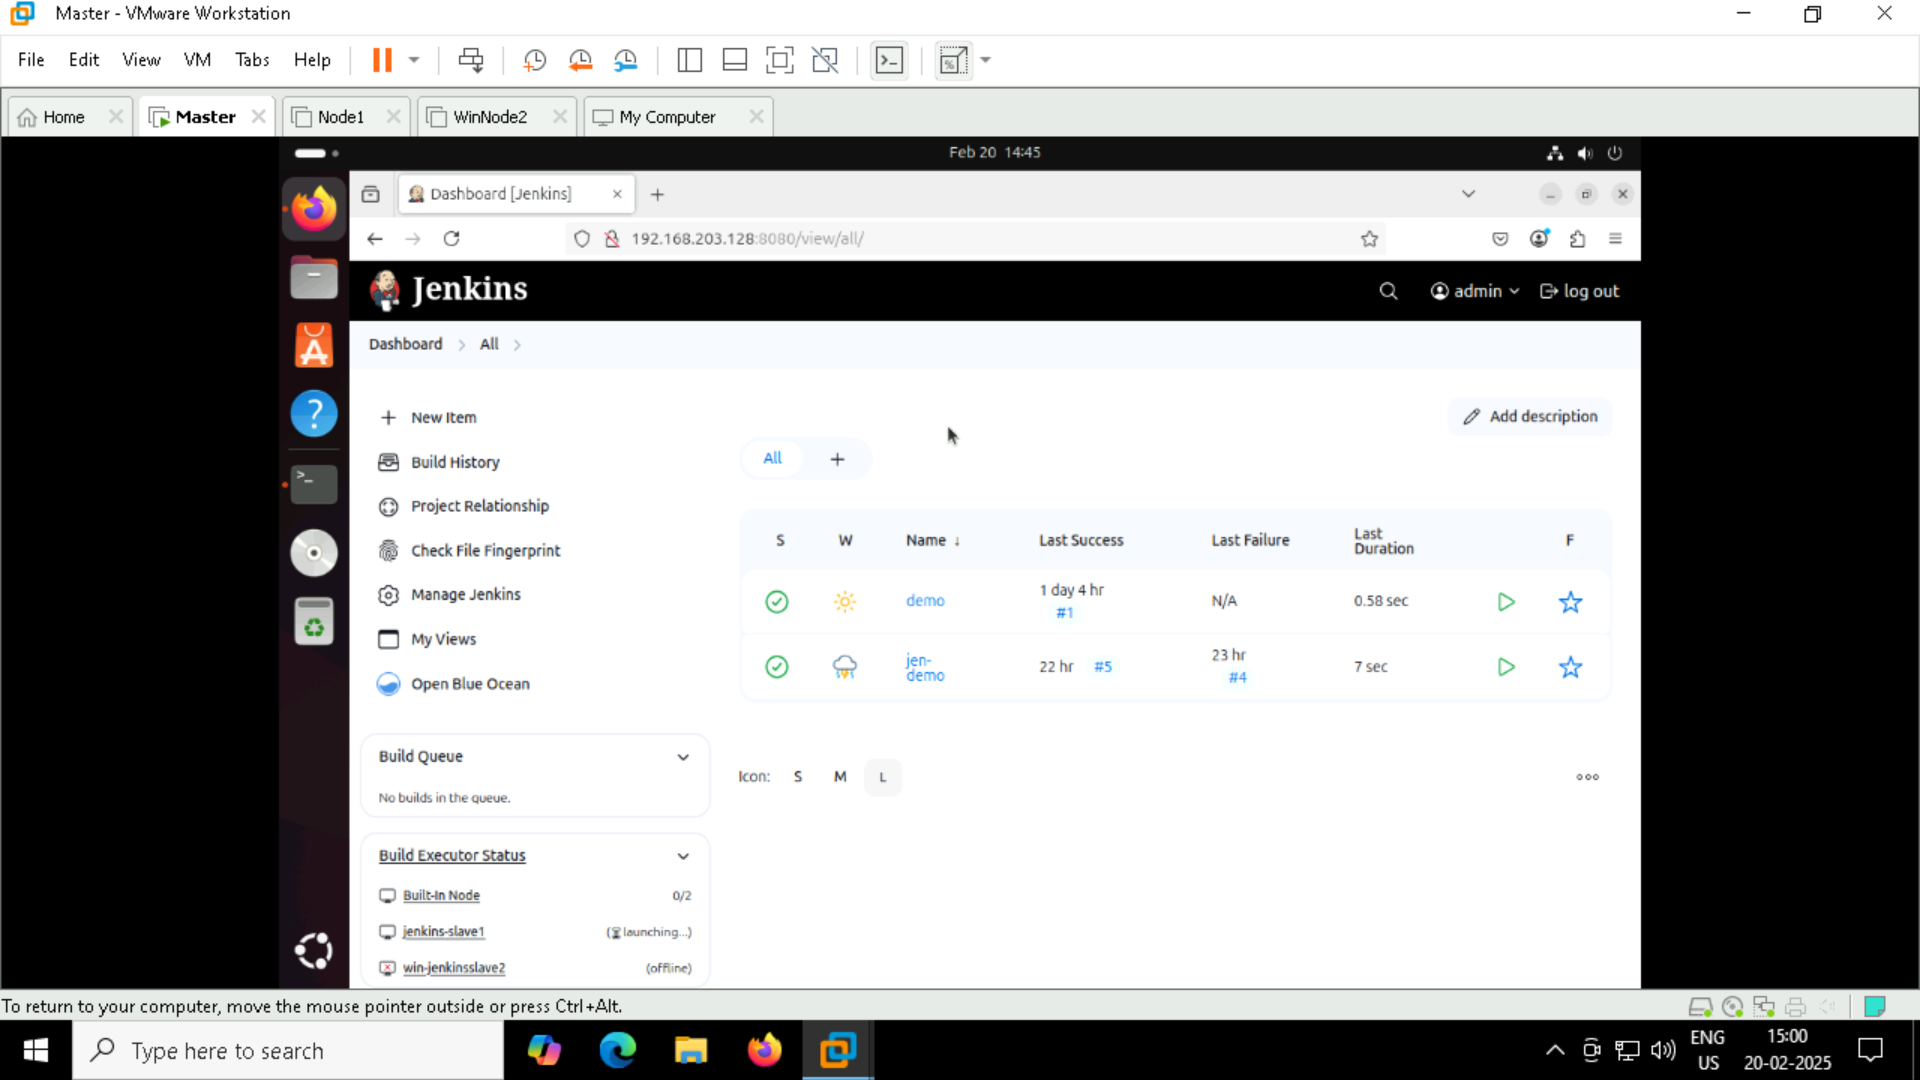 Master - VMware Workstation
File Edit View VM Tabs Help
Home Master Node1 WinNode2 My Computer
Feb 20 14:45
Dashboard [Jenkins]
192.168.203.128:8080/view/all/
Jenkins
admin log out
Dashboard All
New Item
Build History
Project Relationship
Check File Fingerprint
Manage Jenkins
My Views
Open Blue Ocean
Add description
All +
S W Name ↓ Last Success Last Failure Last Duration F
demo 1 day 4 hr #1 N/A 0.58 sec
jen-demo 22 hr #5 23 hr #4 7 sec
Icon: S M L
Build Queue
No builds in the queue.
Build Executor Status
Built-In Node 0/2
jenkins-slave1 (launching...)
win-jenkinsslave2 (offline)
To return to your computer, move the mouse pointer outside or press Ctrl+Alt.
Type here to search
ENG
US
15:00
20-02-2025